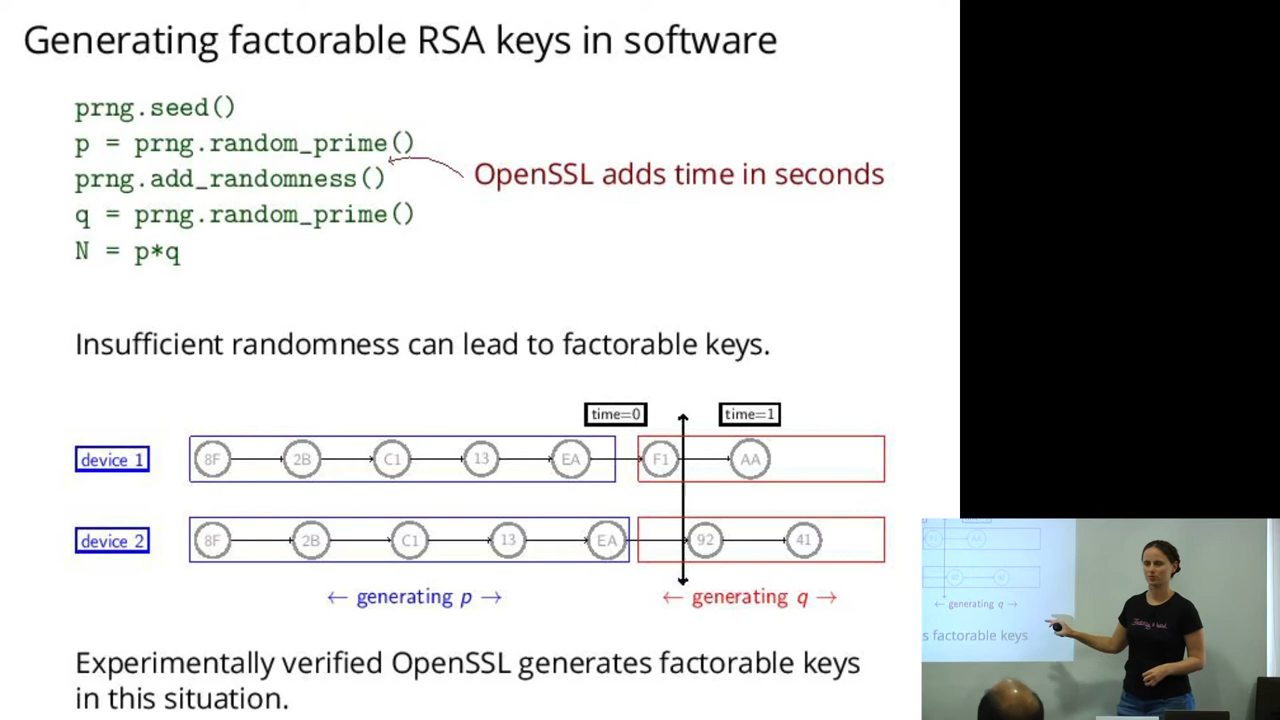 Generating factorable RSA keys in software
prng.seed()
p = prng.random_prime()
prng.add_randomness()
OpenSSL adds time in seconds
q = prng.random_prime()
N = p*q
Insufficient randomness can lead to factorable keys.
time=0 time=1
device 1 8F 2B C1 13 EA F1 AA
device 2 8F 2B C1 13 EA 92 41
← generating p → ← generating q →
Experimentally verified OpenSSL generates factorable keys
in this situation.
← generating q →
s factorable keys